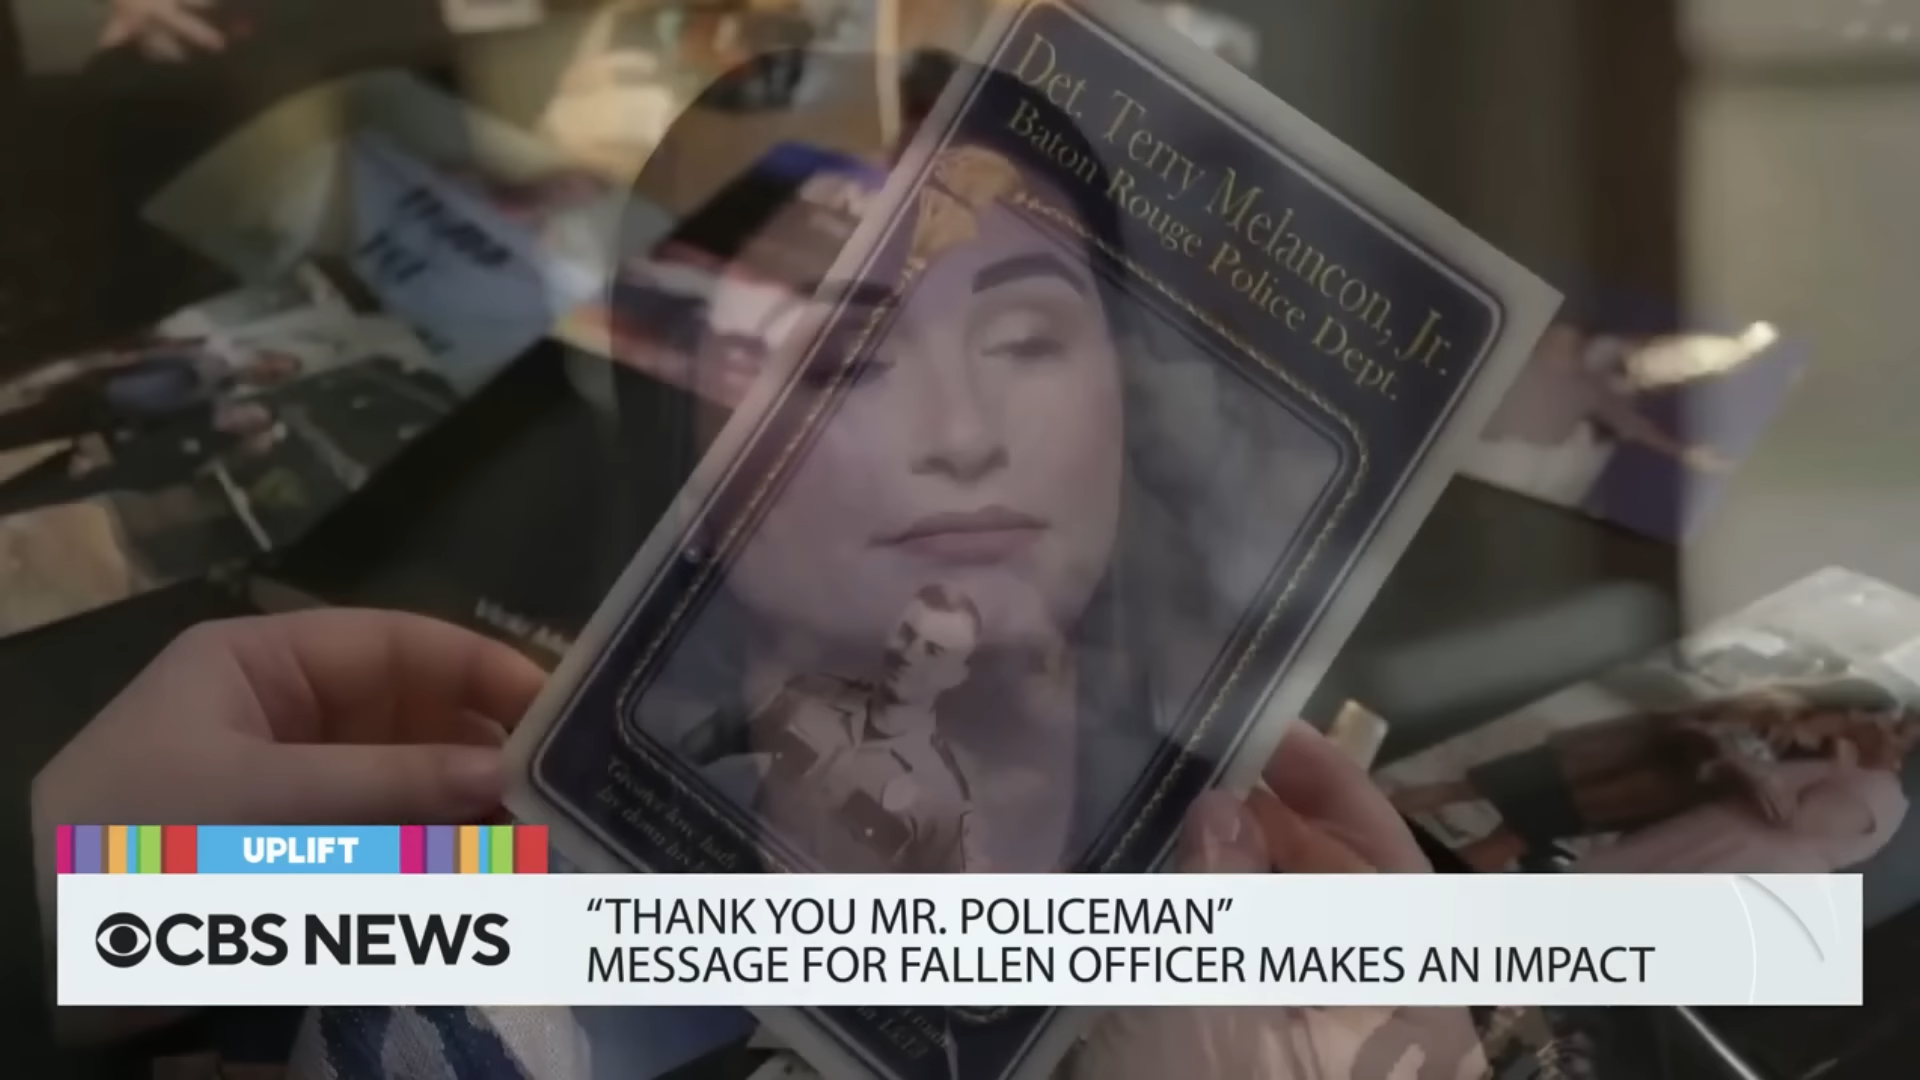 Det. Terry Melancon, Jr.
Baton Rouge Police Dept.
UPLIFT
CBS NEWS
“THANK YOU MR. POLICEMAN”
MESSAGE FOR FALLEN OFFICER MAKES AN IMPACT